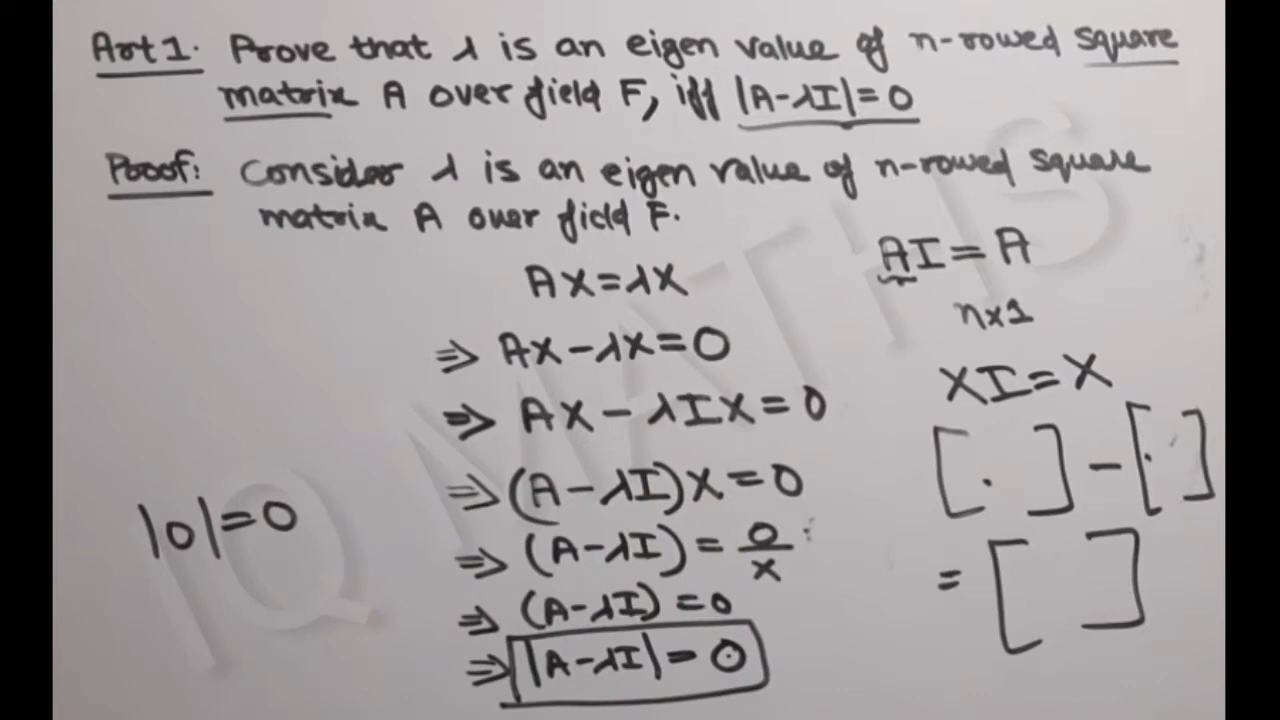 Art 1. Prove that λ is an eigen value of n-rowed square
matrix A over field F, iff |A-λI|=0
Proof: Consider λ is an eigen value of n-rowed square
matrix A over field F.
AX=λX
⇒ AX-λX=0
⇒ AX-λIX=0
⇒ (A-λI)X=0
⇒ (A-λI) = 0/X
⇒ (A-λI) =0
⇒ |A-λI|=0
|0|=0
AI=A
n×1
XI=X
[ . ] - [ . ]
= [ ]
IQ MATHS